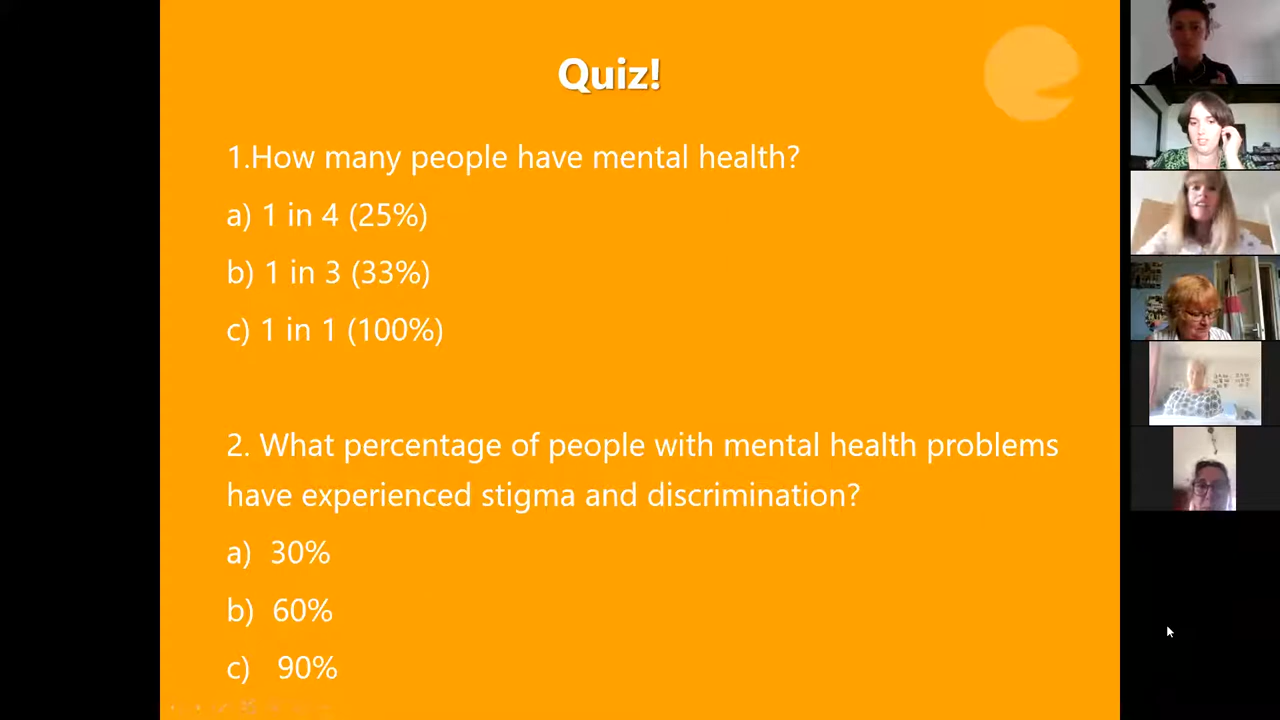 Quiz!
1.How many people have mental health?
a) 1 in 4 (25%)
b) 1 in 3 (33%)
c) 1 in 1 (100%)
2. What percentage of people with mental health problems
have experienced stigma and discrimination?
a) 30%
b) 60%
c) 90%